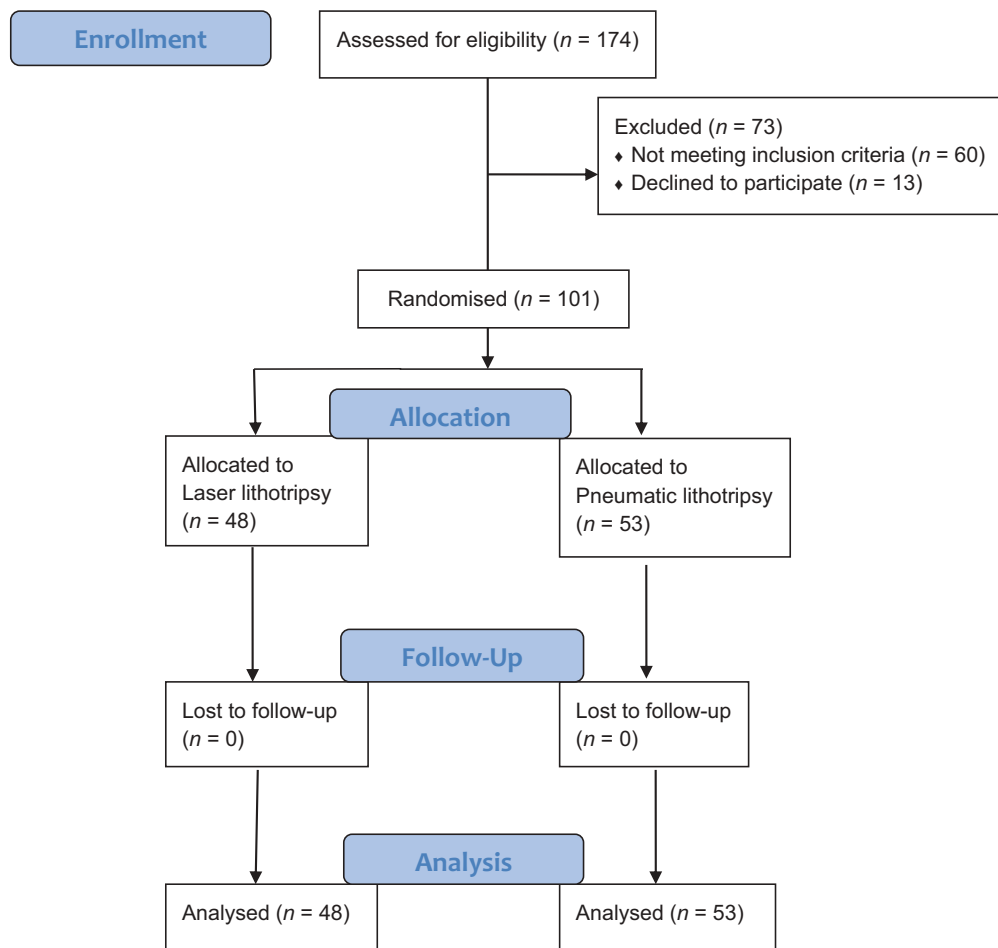 Enrollment
Assessed for eligibility (n = 174)
Excluded (n = 73)
♦ Not meeting inclusion criteria (n = 60)
♦ Declined to participate (n = 13)
Randomised (n = 101)
Allocation
Allocated to
Laser lithotripsy
(n = 48)
Allocated to
Pneumatic lithotripsy
(n = 53)
Follow-Up
Lost to follow-up
(n = 0)
Lost to follow-up
(n = 0)
Analysis
Analysed (n = 48)
Analysed (n = 53)